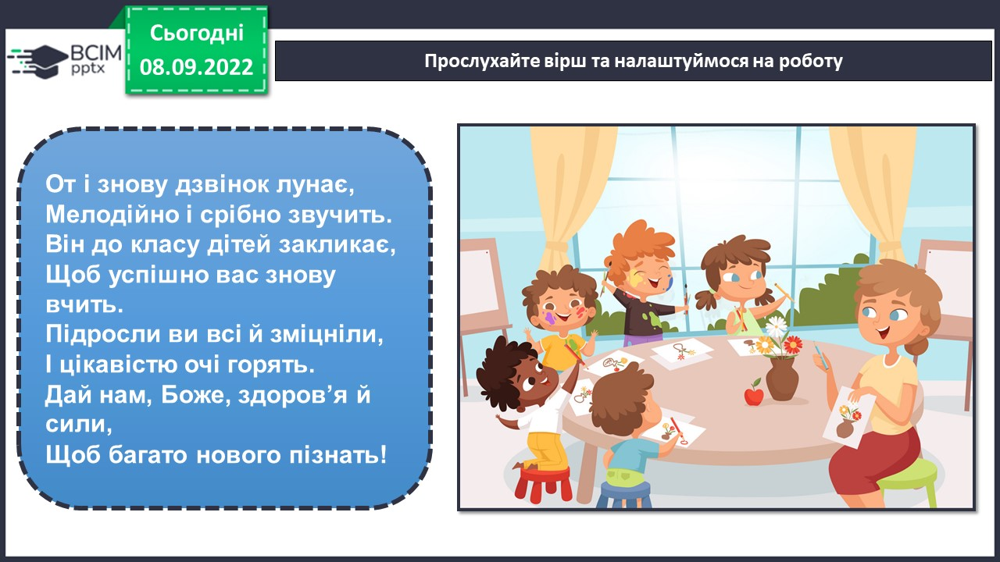 Сьогодні
08.09.2022
BCIM
pptx
Прослухайте вірш та налаштуймося на роботу
От і знову дзвінок лунає,
Мелодійно і срібно звучить.
Він до класу дітей закликає,
Щоб успішно вас знову
вчить.
Підросли ви всі й зміцніли,
І цікавістю очі горять.
Дай нам, Боже, здоров’я й
сили,
Щоб багато нового пізнать!